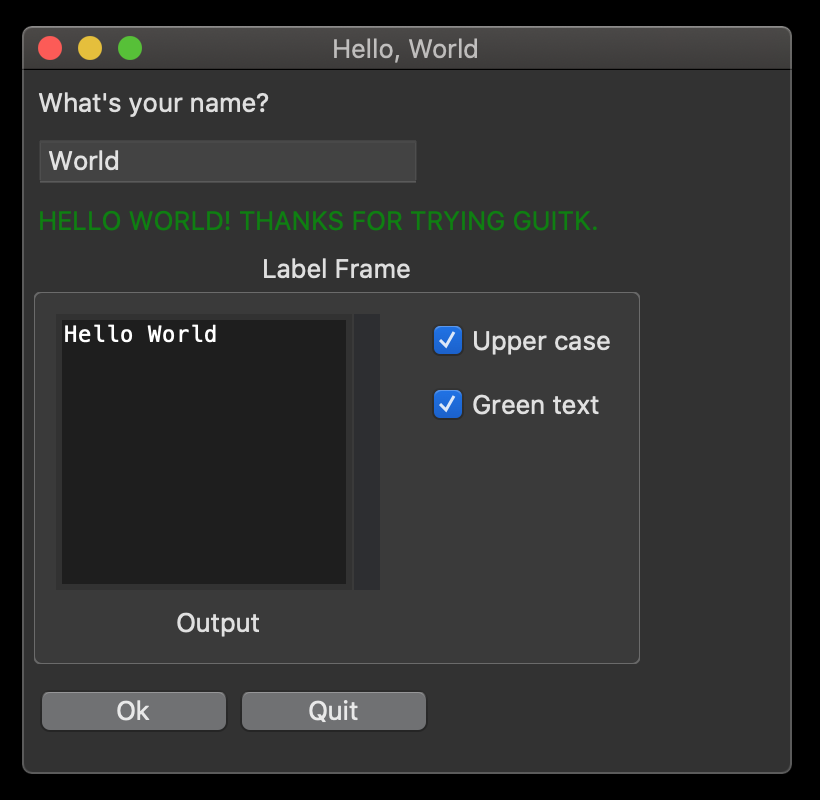 Hello, World
What's your name?
World
HELLO WORLD! THANKS FOR TRYING GUITK.
Label Frame
Hello World
Upper case
Green text
Output
Ok
Quit